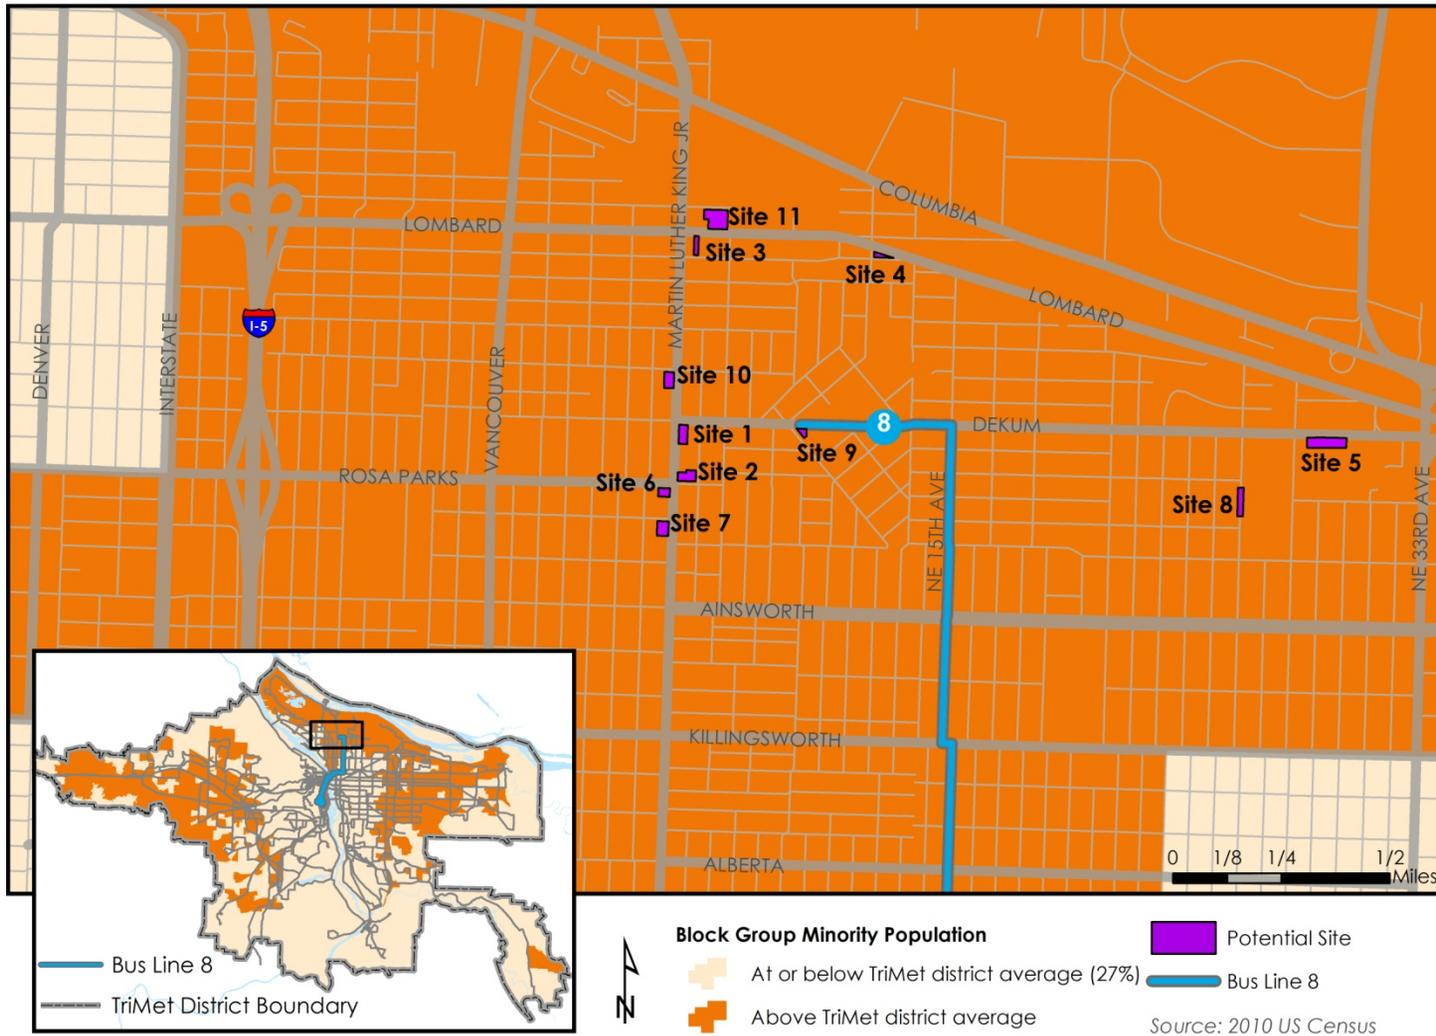 MARTIN LUTHER KING JR
COLUMBIA
LOMBARD
Site 11
Site 3
Site 4
LOMBARD
I-5
DENVER
INTERSTATE
VANCOUVER
Site 10
8
DEKUM
Site 1
Site 9
Site 5
ROSA PARKS
Site 2
Site 6
Site 8
Site 7
NE 15TH AVE
NE 33RD AVE
AINSWORTH
KILLINGSWORTH
ALBERTA
0 1/8 1/4 1/2
Miles
Bus Line 8
TriMet District Boundary
N
Block Group Minority Population
At or below TriMet district average (27%)
Above TriMet district average
Potential Site
Bus Line 8
Source: 2010 US Census